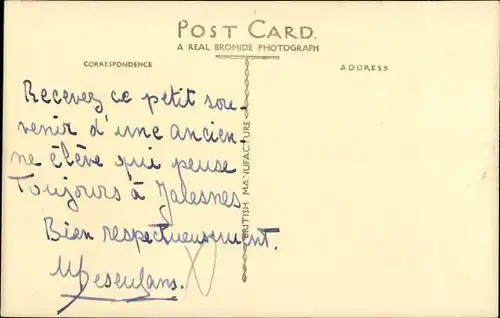 POST CARD.
A REAL BROMIDE PHOTOGRAPH
CORRESPONDENCE
ADDRESS
BRITISH MANUFACTURE
Recevez ce petit sou-
venir d'une ancien-
ne élève qui pense
Toujours à Jalesnes
Bien respectueusement.